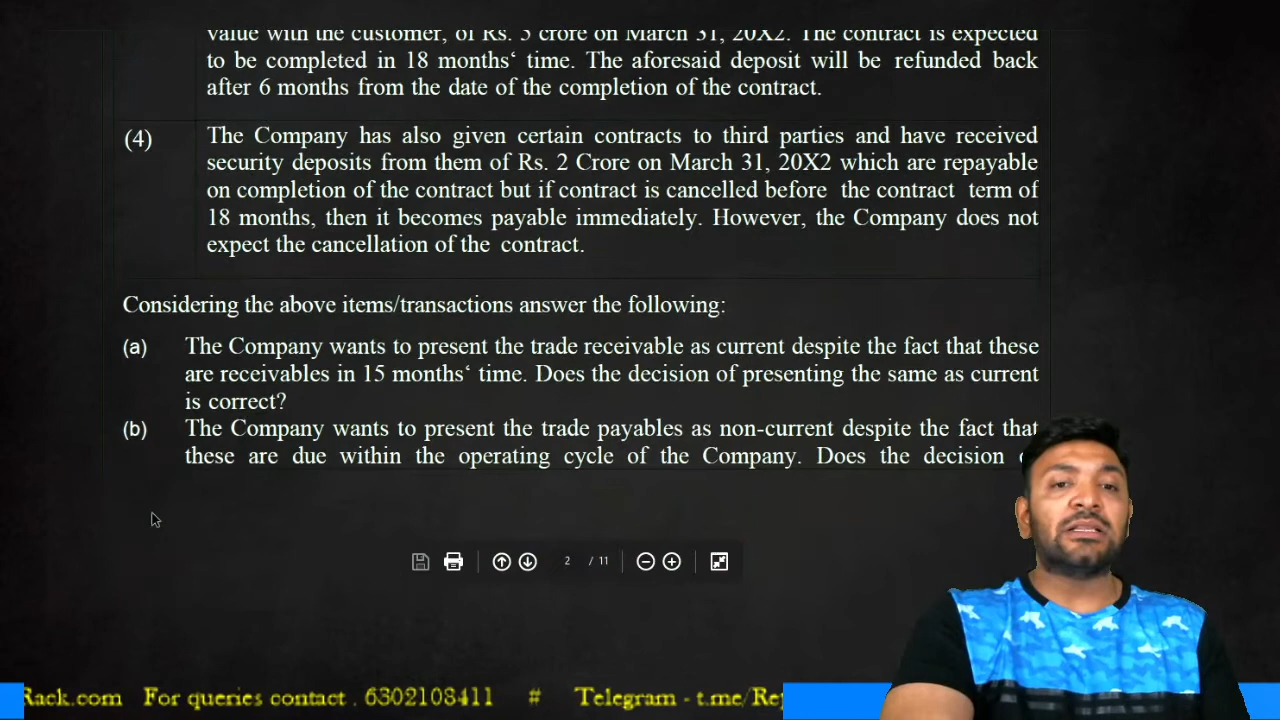 value with the customer, of Rs. 5 crore on March 31, 20X2. The contract is expected
to be completed in 18 months‘ time. The aforesaid deposit will be refunded back
after 6 months from the date of the completion of the contract.
(4) The Company has also given certain contracts to third parties and have received
security deposits from them of Rs. 2 Crore on March 31, 20X2 which are repayable
on completion of the contract but if contract is cancelled before the contract term of
18 months, then it becomes payable immediately. However, the Company does not
expect the cancellation of the contract.
Considering the above items/transactions answer the following:
(a) The Company wants to present the trade receivable as current despite the fact that these
are receivables in 15 months‘ time. Does the decision of presenting the same as current
is correct?
(b) The Company wants to present the trade payables as non-current despite the fact that
these are due within the operating cycle of the Company. Does the decision
2 / 11
Rack.com For queries contact . 6302108411 # Telegram - t.me/Rep